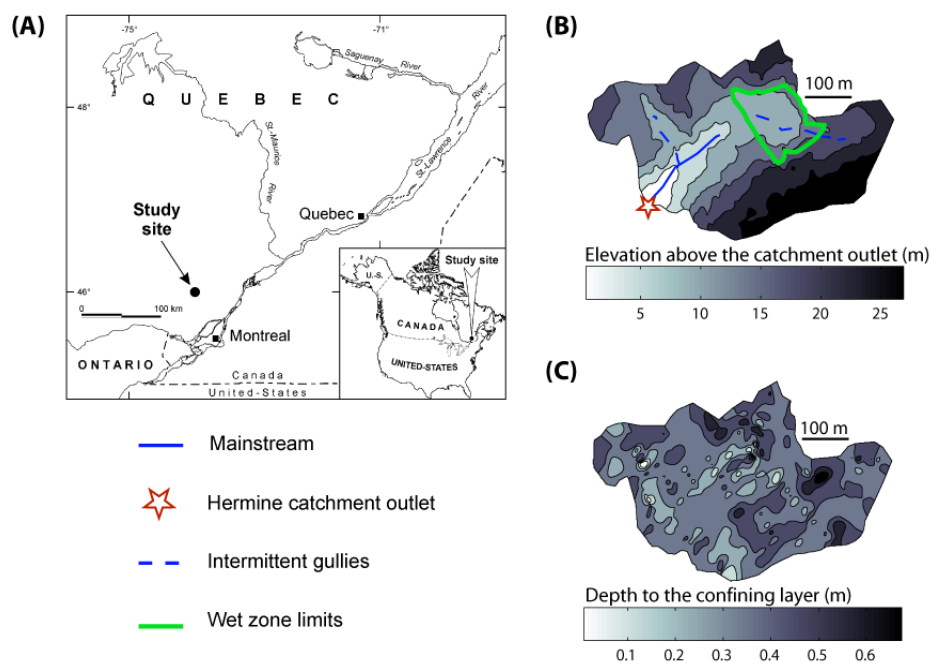 (A)
-75°
-71°
Saguenay River
48°
QUEBEC
St.-Maurice River
St.-Lawrence River
Quebec
Study site
46°
0 100 km
Montreal
ONTARIO
Canada
United-States
Study site
U.-S.
CANADA
UNITED-STATES
Mainstream
Hermine catchment outlet
Intermittent gullies
Wet zone limits
(B)
100 m
Elevation above the catchment outlet (m)
5 10 15 20 25
(C)
100 m
Depth to the confining layer (m)
0.1 0.2 0.3 0.4 0.5 0.6